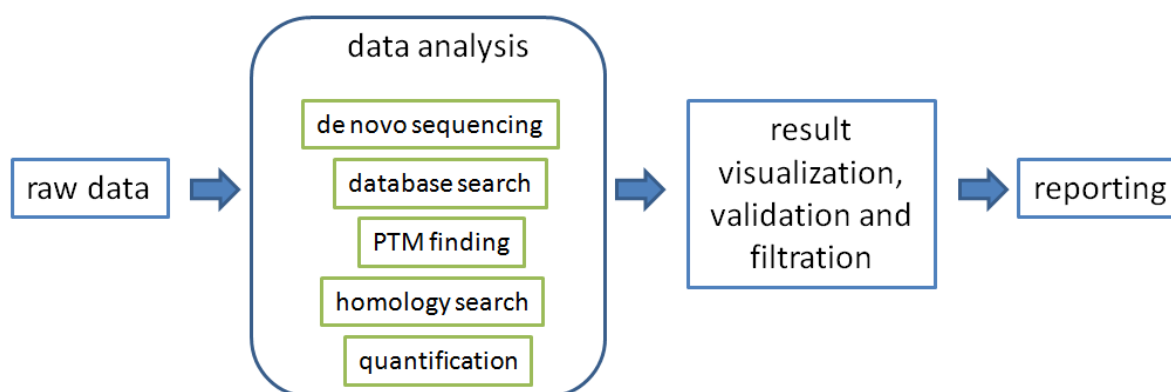 raw data
data analysis
de novo sequencing
database search
PTM finding
homology search
quantification
result
visualization,
validation and
filtration
reporting